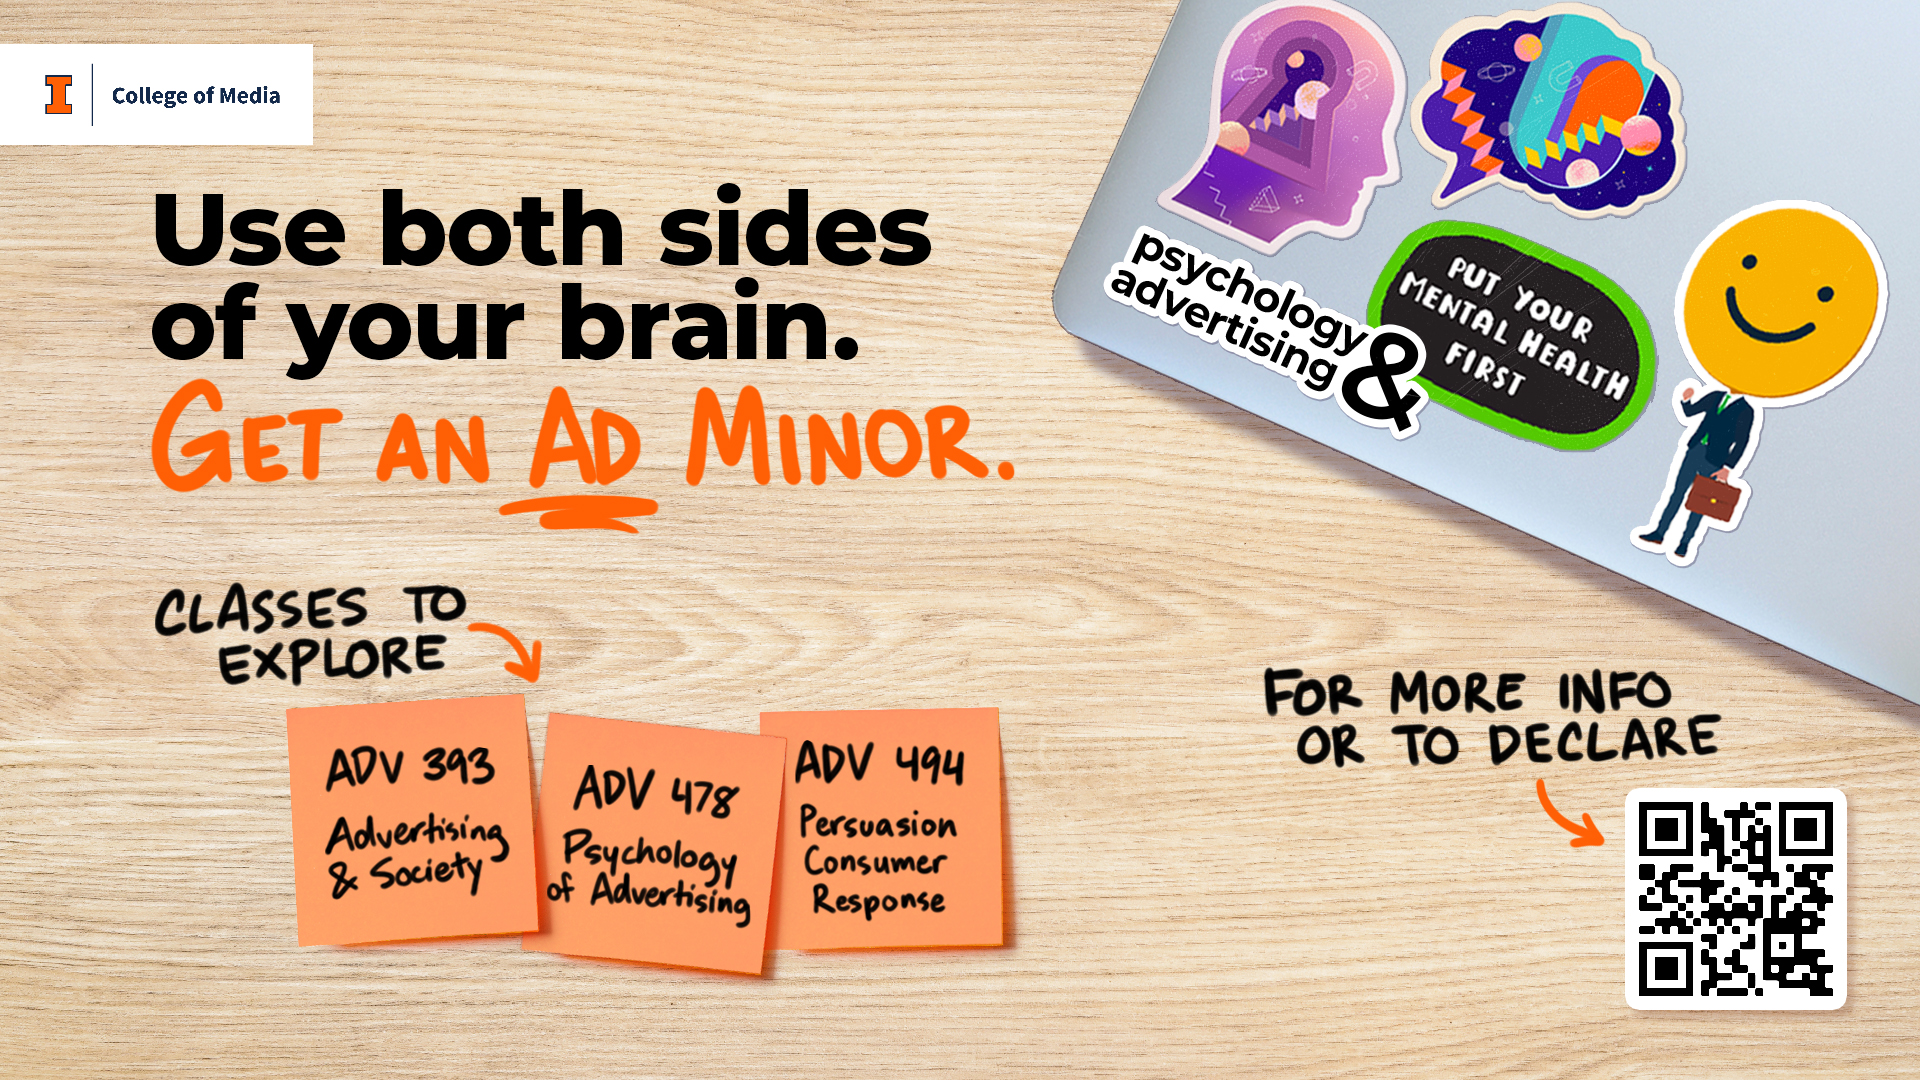 I
College of Media
Use both sides
of your brain.
GET AN AD MINOR.
psychology
advertising
&
PUT YOUR
MENTAL HEALTH
FIRST
CLASSES TO
EXPLORE
ADV 393
Advertising
& Society
ADV 478
Psychology
of Advertising
ADV 494
Persuasion
Consumer
Response
FOR MORE INFO
OR TO DECLARE